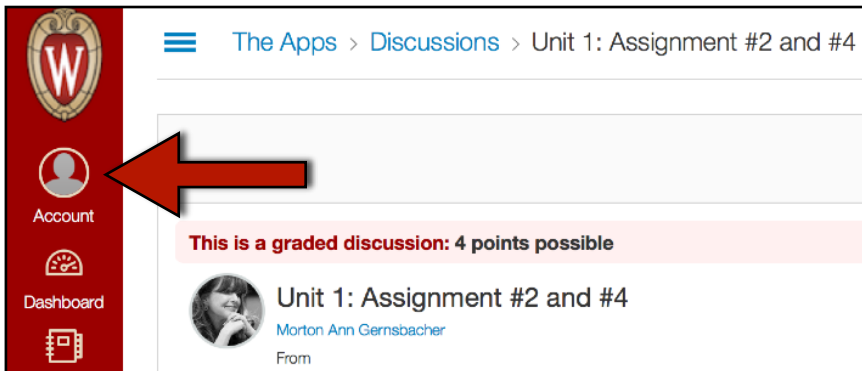 W
The Apps > Discussions > Unit 1: Assignment #2 and #4
Account
This is a graded discussion: 4 points possible
Dashboard
Unit 1: Assignment #2 and #4
Morton Ann Gernsbacher
From